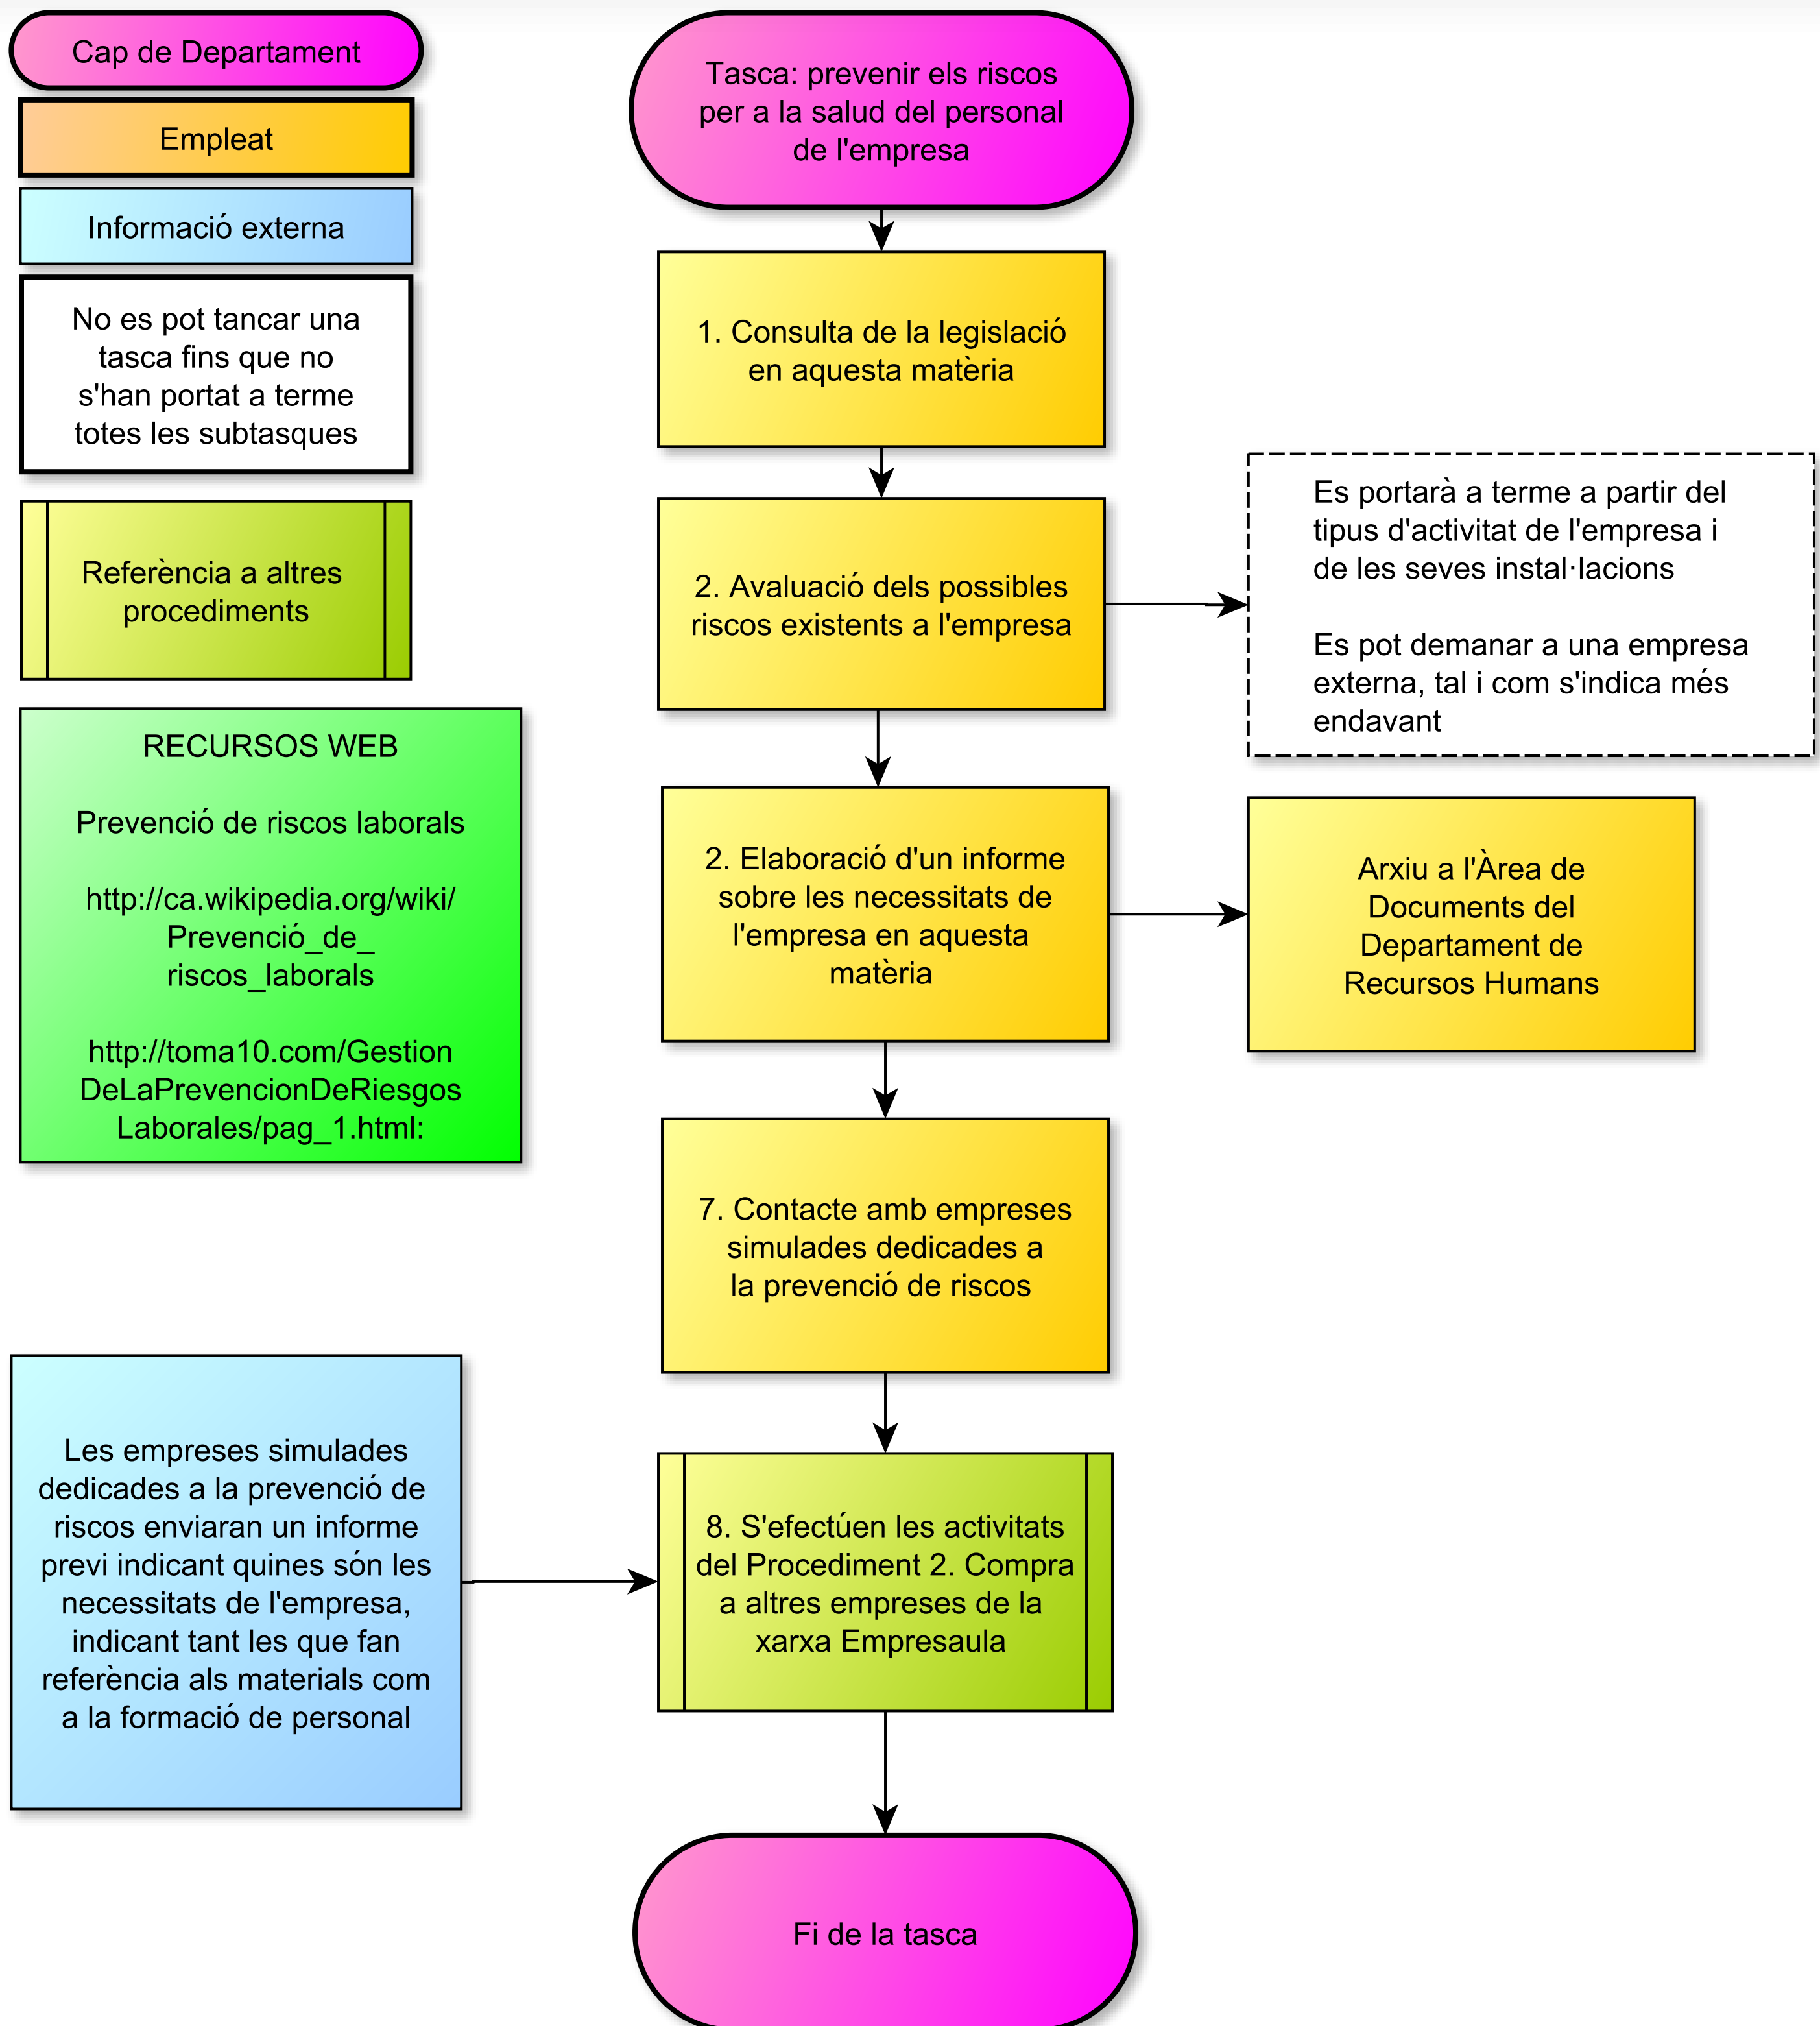 Cap de Departament
Empleat
Informació externa
No es pot tancar una
tasca fins que no
s'han portat a terme
totes les subtasques
Referència a altres
procediments
RECURSOS WEB
Prevenció de riscos laborals
http://ca.wikipedia.org/wiki/
Prevenció_de_
riscos_laborals
http://toma10.com/Gestion
DeLaPrevencionDeRiesgos
Laborales/pag_1.html:
Tasca: prevenir els riscos
per a la salud del personal
de l'empresa
1. Consulta de la legislació
en aquesta matèria
2. Avaluació dels possibles
riscos existents a l'empresa
Es portarà a terme a partir del
tipus d'activitat de l'empresa i
de les seves instal·lacions
Es pot demanar a una empresa
externa, tal i com s'indica més
endavant
2. Elaboració d'un informe
sobre les necessitats de
l'empresa en aquesta
matèria
Arxiu a l'Àrea de
Documents del
Departament de
Recursos Humans
7. Contacte amb empreses
simulades dedicades a
la prevenció de riscos
Les empreses simulades
dedicades a la prevenció de
riscos enviaran un informe
previ indicant quines són les
necessitats de l'empresa,
indicant tant les que fan
referència als materials com
a la formació de personal
8. S'efectúen les activitats
del Procediment 2. Compra
a altres empreses de la
xarxa Empresaula
Fi de la tasca